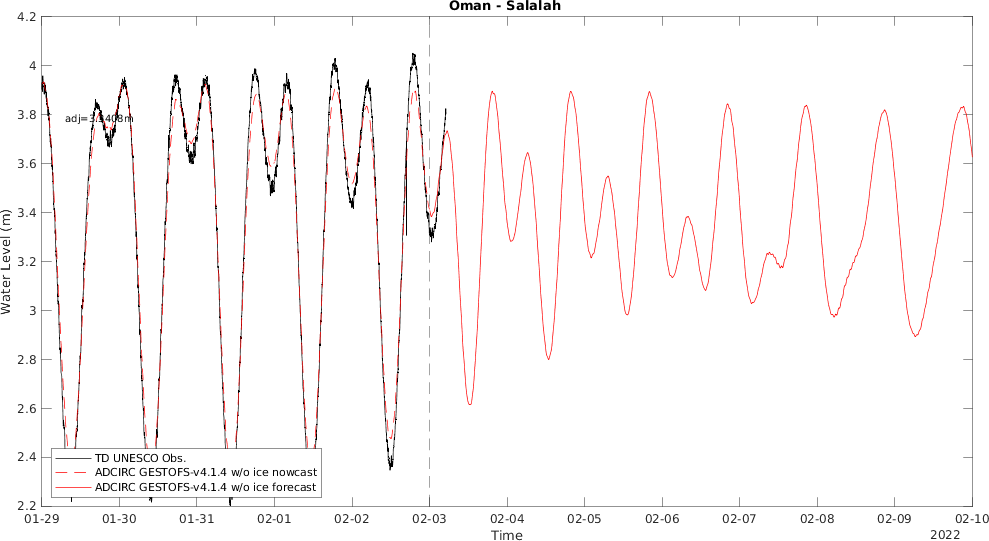 Oman - Salalah
4.2
4
3.8
3.6
3.4
3.2
3
2.8
2.6
2.4
2.2
Water Level (m)
TD UNESCO Obs.
ADCIRC GESTOFS-v4.1.4 w/o ice nowcast
ADCIRC GESTOFS-v4.1.4 w/o ice forecast
01-29 01-30 01-31 02-01 02-02 02-03 02-04 02-05 02-06 02-07 02-08 02-09 02-10
Time
2022